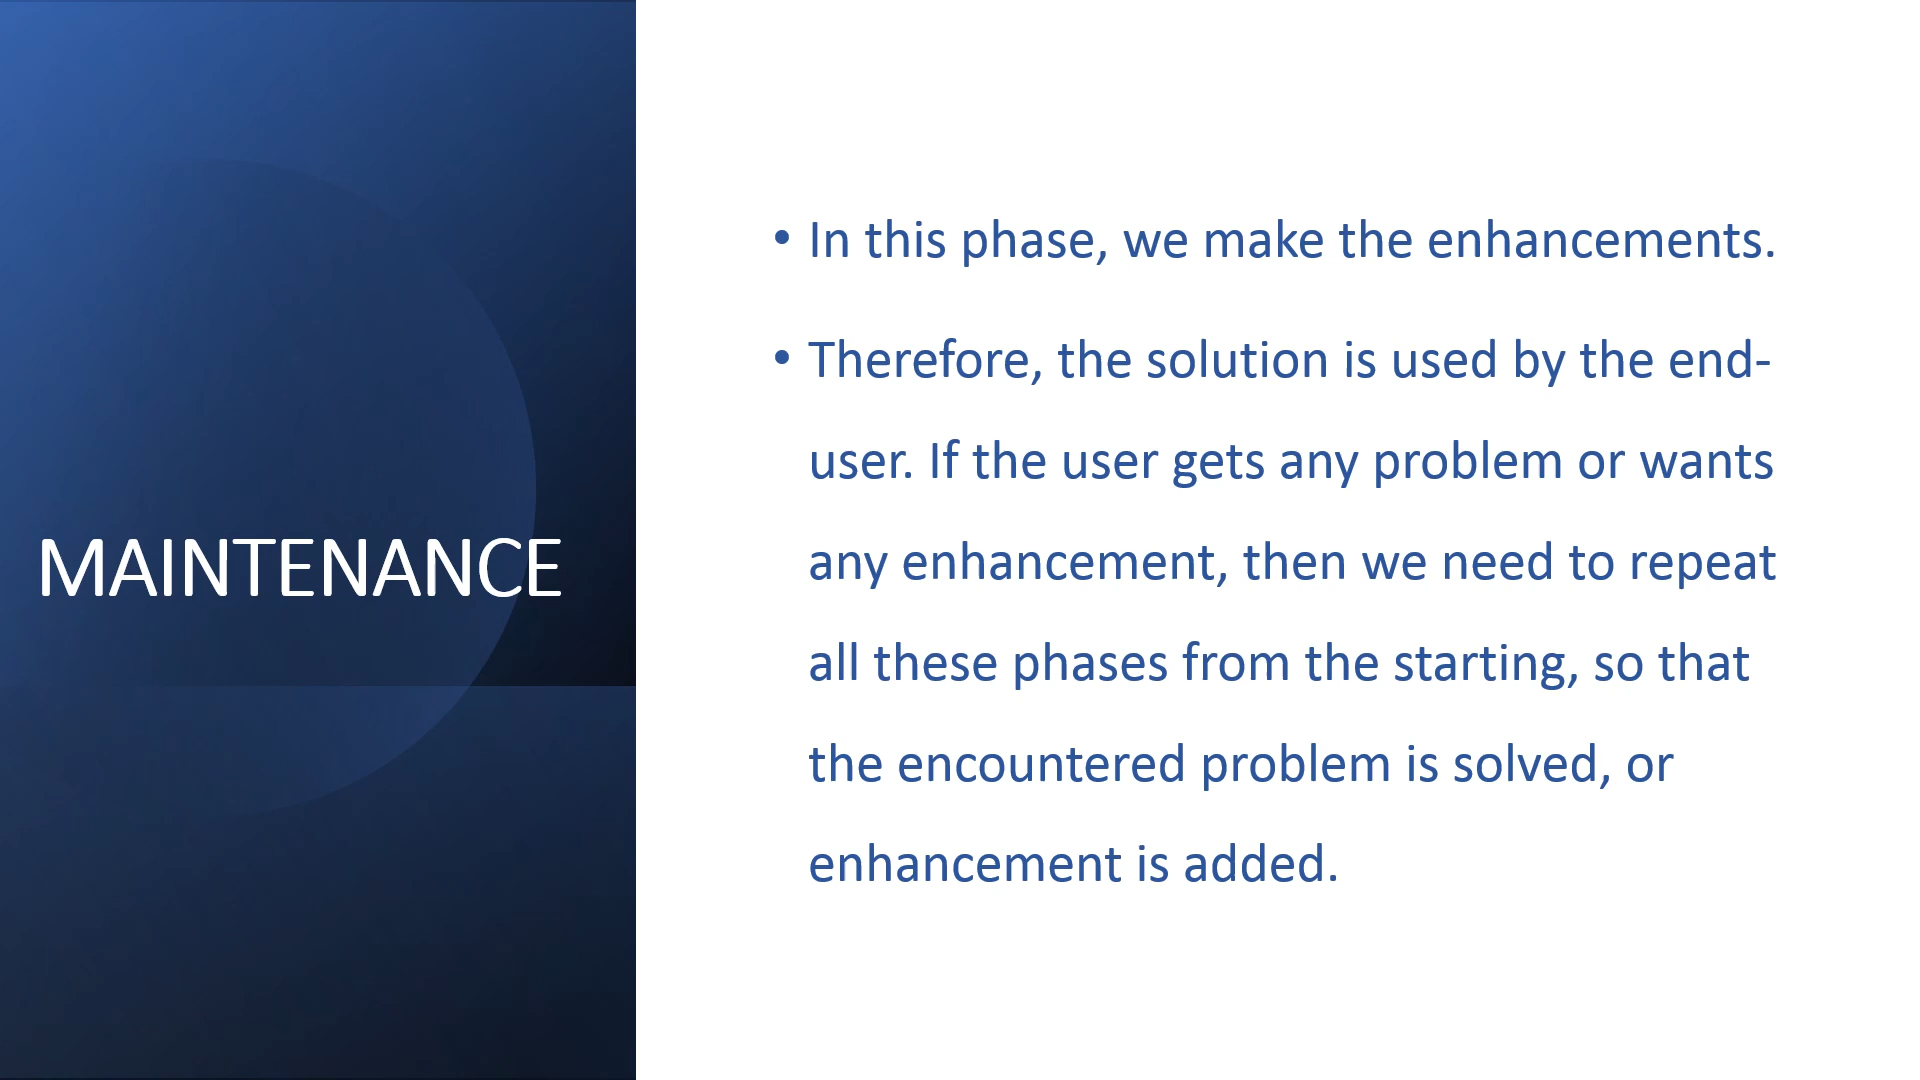 MAINTENANCE
• In this phase, we make the enhancements.
• Therefore, the solution is used by the end-
user. If the user gets any problem or wants
any enhancement, then we need to repeat
all these phases from the starting, so that
the encountered problem is solved, or
enhancement is added.